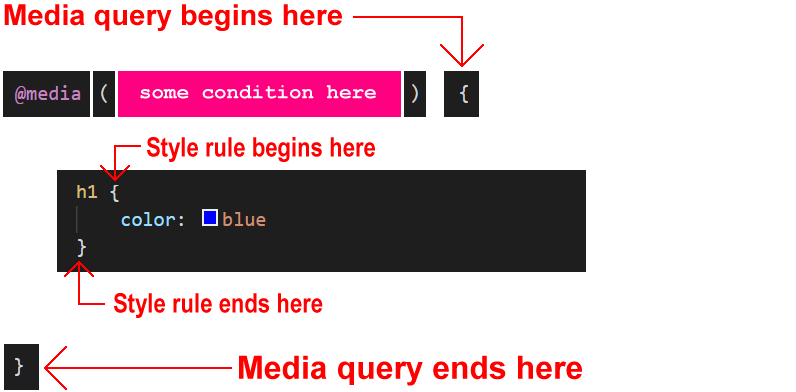 Media query begins here
@media ( some condition here ) {
Style rule begins here
h1 {
color: blue
}
Style rule ends here
}
Media query ends here